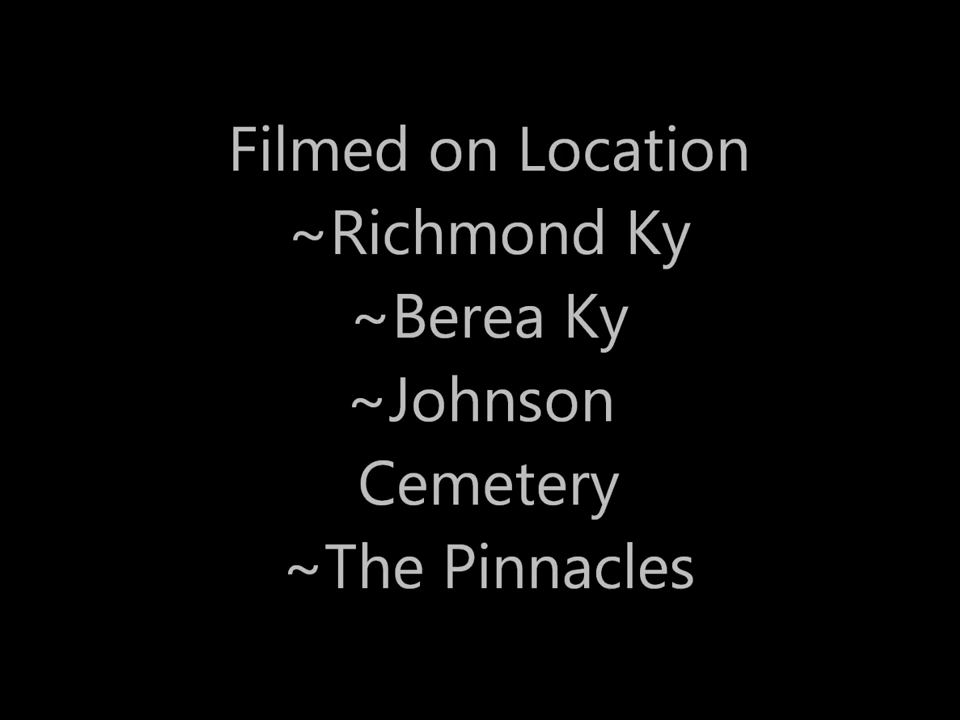 Filmed on Location
~Richmond Ky
~Berea Ky
~Johnson
Cemetery
~The Pinnacles